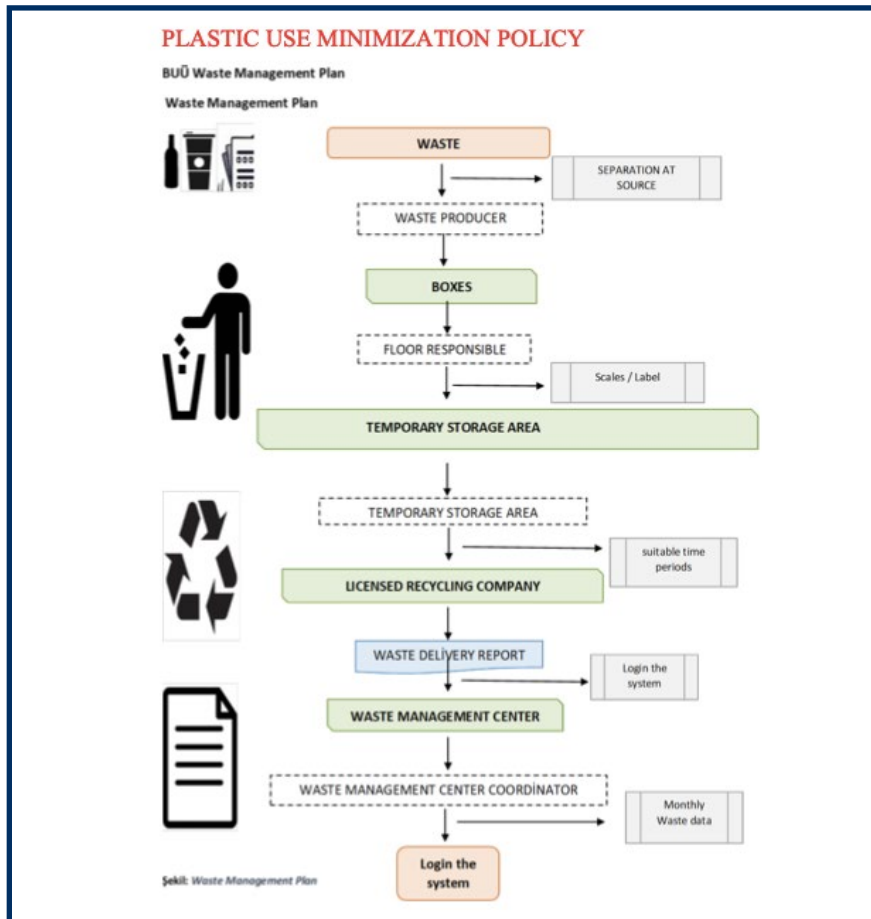 PLASTIC USE MINIMIZATION POLICY
BUÜ Waste Management Plan
Waste Management Plan
WASTE
SEPARATION AT
SOURCE
WASTE PRODUCER
BOXES
FLOOR RESPONSIBLE
Scales / Label
TEMPORARY STORAGE AREA
TEMPORARY STORAGE AREA
suitable time
periods
LICENSED RECYCLING COMPANY
WASTE DELİVERY REPORT
Login the
system
WASTE MANAGEMENT CENTER
WASTE MANAGEMENT CENTER COORDİNATOR
Monthly
Waste data
Login the
system
Şekil: Waste Management Plan